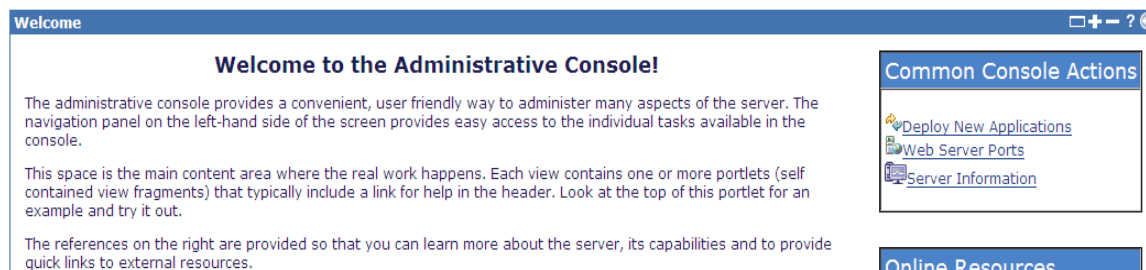 Welcome
?
Welcome to the Administrative Console!
The administrative console provides a convenient, user friendly way to administer many aspects of the server. The
navigation panel on the left-hand side of the screen provides easy access to the individual tasks available in the
console.
This space is the main content area where the real work happens. Each view contains one or more portlets (self
contained view fragments) that typically include a link for help in the header. Look at the top of this portlet for an
example and try it out.
The references on the right are provided so that you can learn more about the server, its capabilities and to provide
quick links to external resources.
Common Console Actions
Deploy New Applications
Web Server Ports
Server Information
Online Resources